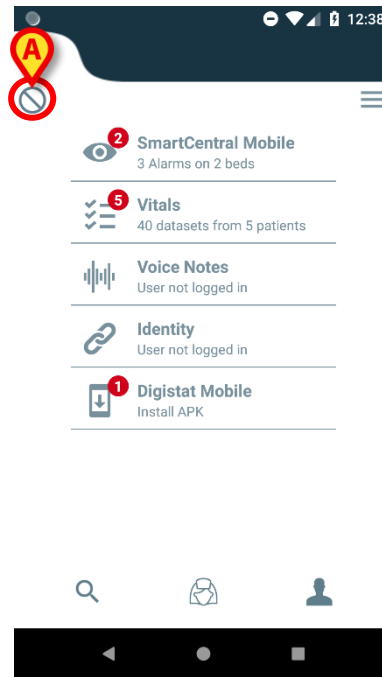 12:38
A
2
SmartCentral Mobile
3 Alarms on 2 beds
5
Vitals
40 datasets from 5 patients
Voice Notes
User not logged in
Identity
User not logged in
1
Digistat Mobile
Install APK